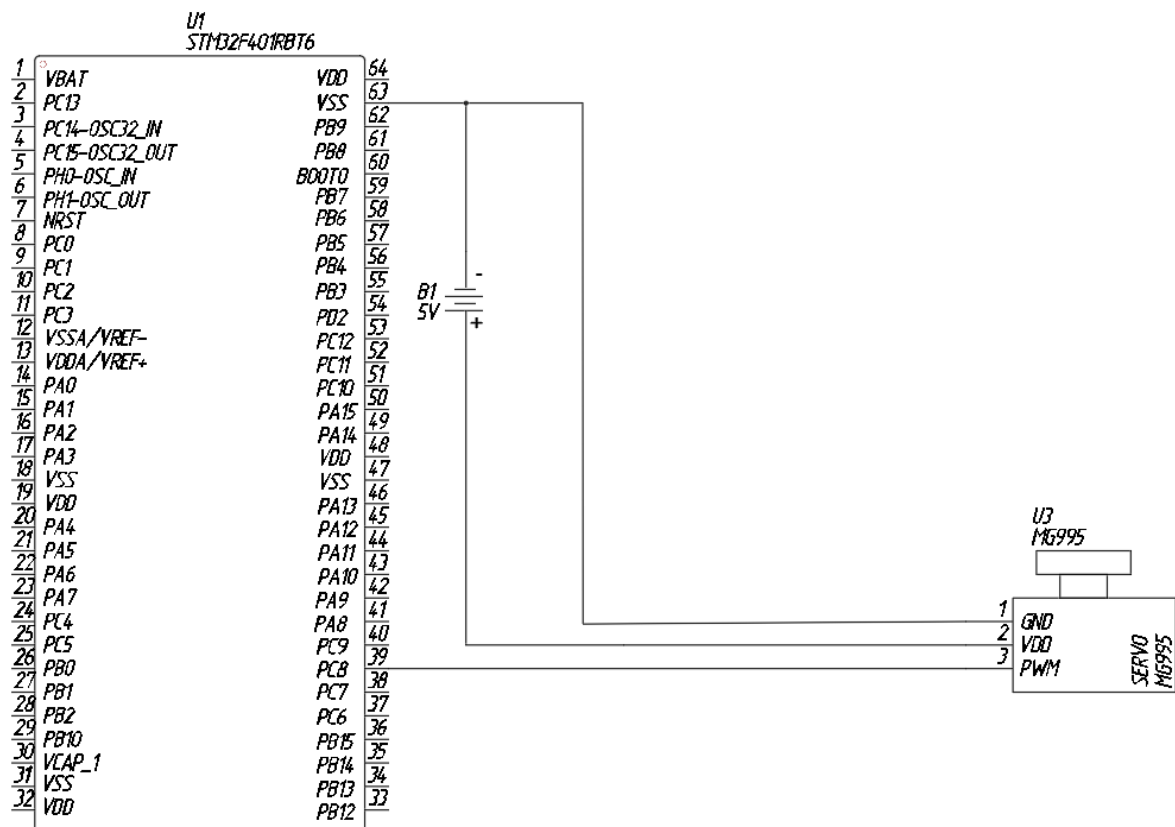 U1
STM32F401RBT6
1 VBAT VDD 64
2 PC13 VSS 63
3 PC14-OSC32_IN PB9 62
4 PC15-OSC32_OUT PB8 61
5 PH0-OSC_IN BOOT0 60
6 PH1-OSC_OUT PB7 59
7 NRST PB6 58
8 PC0 PB5 57
9 PC1 PB4 56
10 PC2 PB3 55
11 PC3 PD2 54
12 VSSA/VREF- PC12 53
13 VDDA/VREF+ PC11 52
14 PA0 PC10 51
15 PA1 PA15 50
16 PA2 PA14 49
17 PA3 VDD 48
18 VSS VSS 47
19 VDD PA13 46
20 PA4 PA12 45
21 PA5 PA11 44
22 PA6 PA10 43
23 PA7 PA9 42
24 PC4 PA8 41
25 PC5 PC9 40
26 PB0 PC8 39
27 PB1 PC7 38
28 PB2 PC6 37
29 PB10 PB15 36
30 VCAP_1 PB14 35
31 VSS PB13 34
32 VDD PB12 33
B1 -
5V +
U3
MG995
1 GND
2 VDD
3 PWM
SERVO
MG995